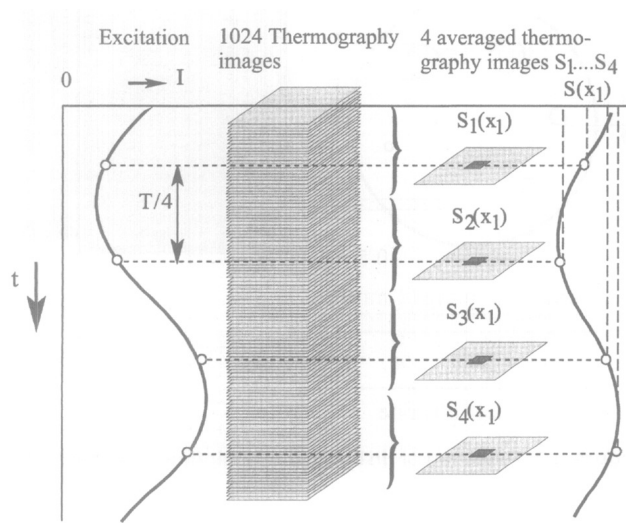 Excitation
1024 Thermography
images
4 averaged thermo-
graphy images S1....S4
0
I
S(x1)
S1(x1)
T/4
S2(x1)
t
S3(x1)
S4(x1)